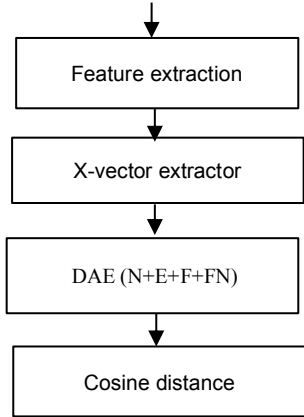 Feature extraction
X-vector extractor
DAE (N+E+F+FN)
Cosine distance